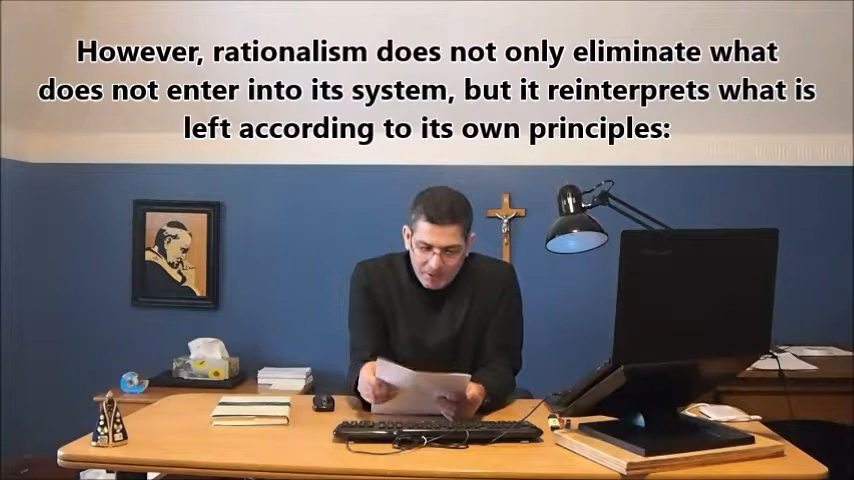 However, rationalism does not only eliminate what
does not enter into its system, but it reinterprets what is
left according to its own principles: